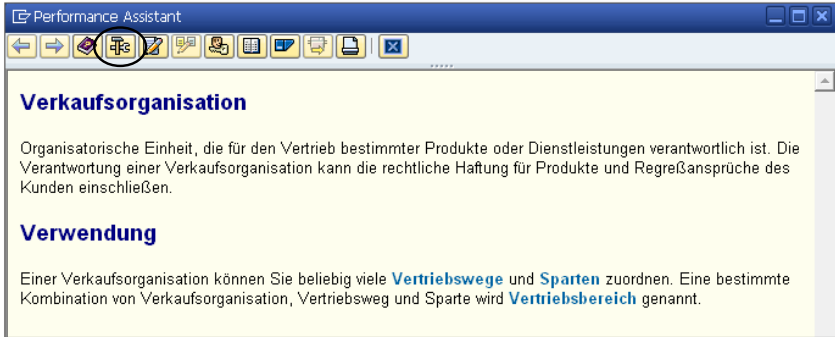 Performance Assistant
Verkaufsorganisation
Organisatorische Einheit, die für den Vertrieb bestimmter Produkte oder Dienstleistungen verantwortlich ist. Die
Verantwortung einer Verkaufsorganisation kann die rechtliche Haftung für Produkte und Regreßansprüche des
Kunden einschließen.
Verwendung
Einer Verkaufsorganisation können Sie beliebig viele Vertriebswege und Sparten zuordnen. Eine bestimmte
Kombination von Verkaufsorganisation, Vertriebsweg und Sparte wird Vertriebsbereich genannt.